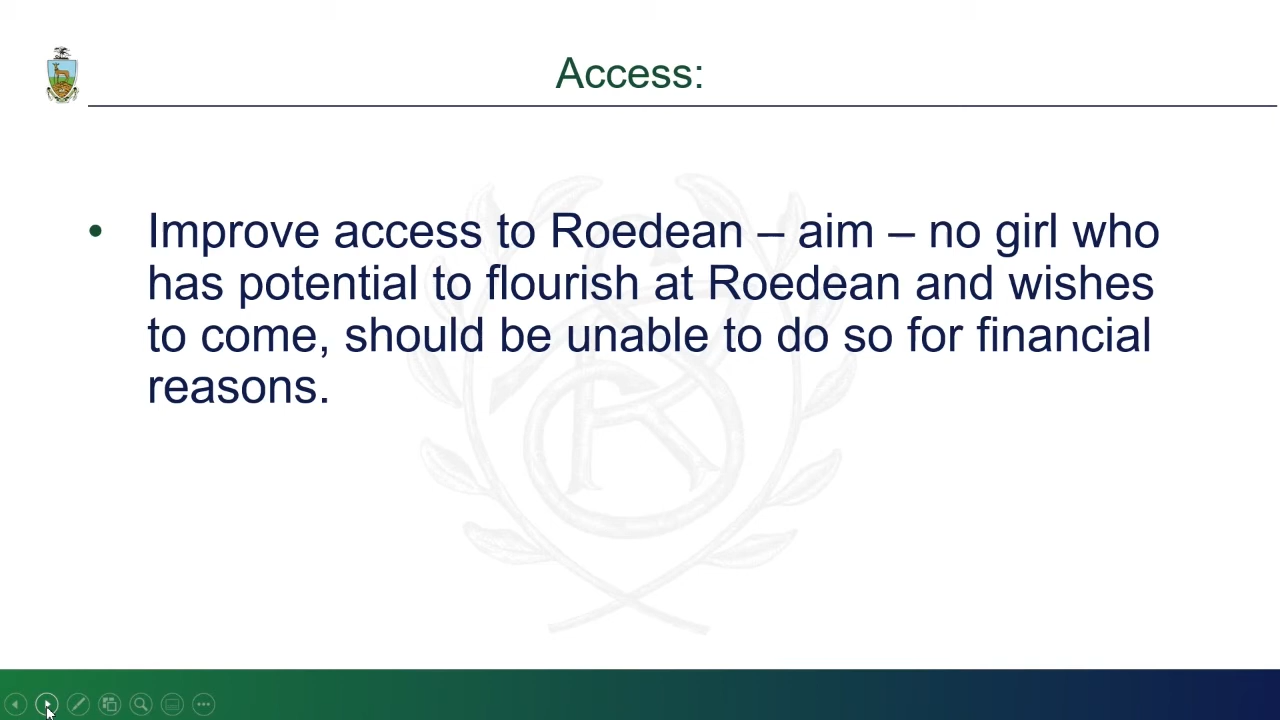 Access:
• Improve access to Roedean – aim – no girl who
has potential to flourish at Roedean and wishes
to come, should be unable to do so for financial
reasons.